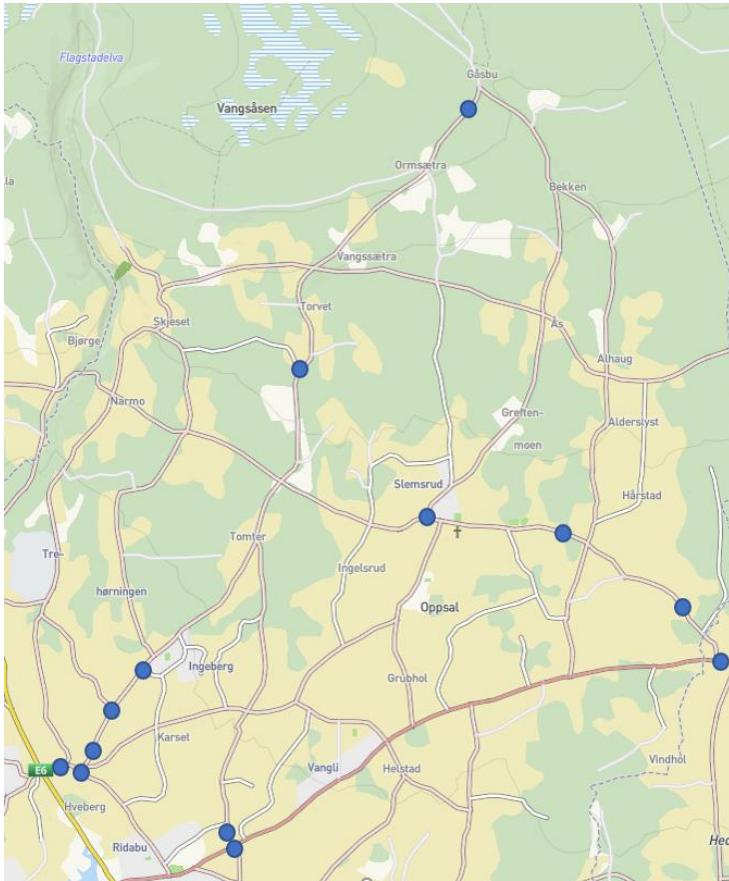 Flagstadelva
Gåsbu
Vangsåsen
Ormsætra
Bekken
Vangssætra
Torvet
Skjeset
Ås
Bjørge
Alhaug
Narmo
Greften-
moen
Alderslyst
Slemsrud
Hårstad
Tomter
Tre-
hørningen
Ingelsrud
Oppsal
Ingeberg
Grubhol
Karset
Vindhol
E6
Vangli
Helstad
Hveberg
Ridabu